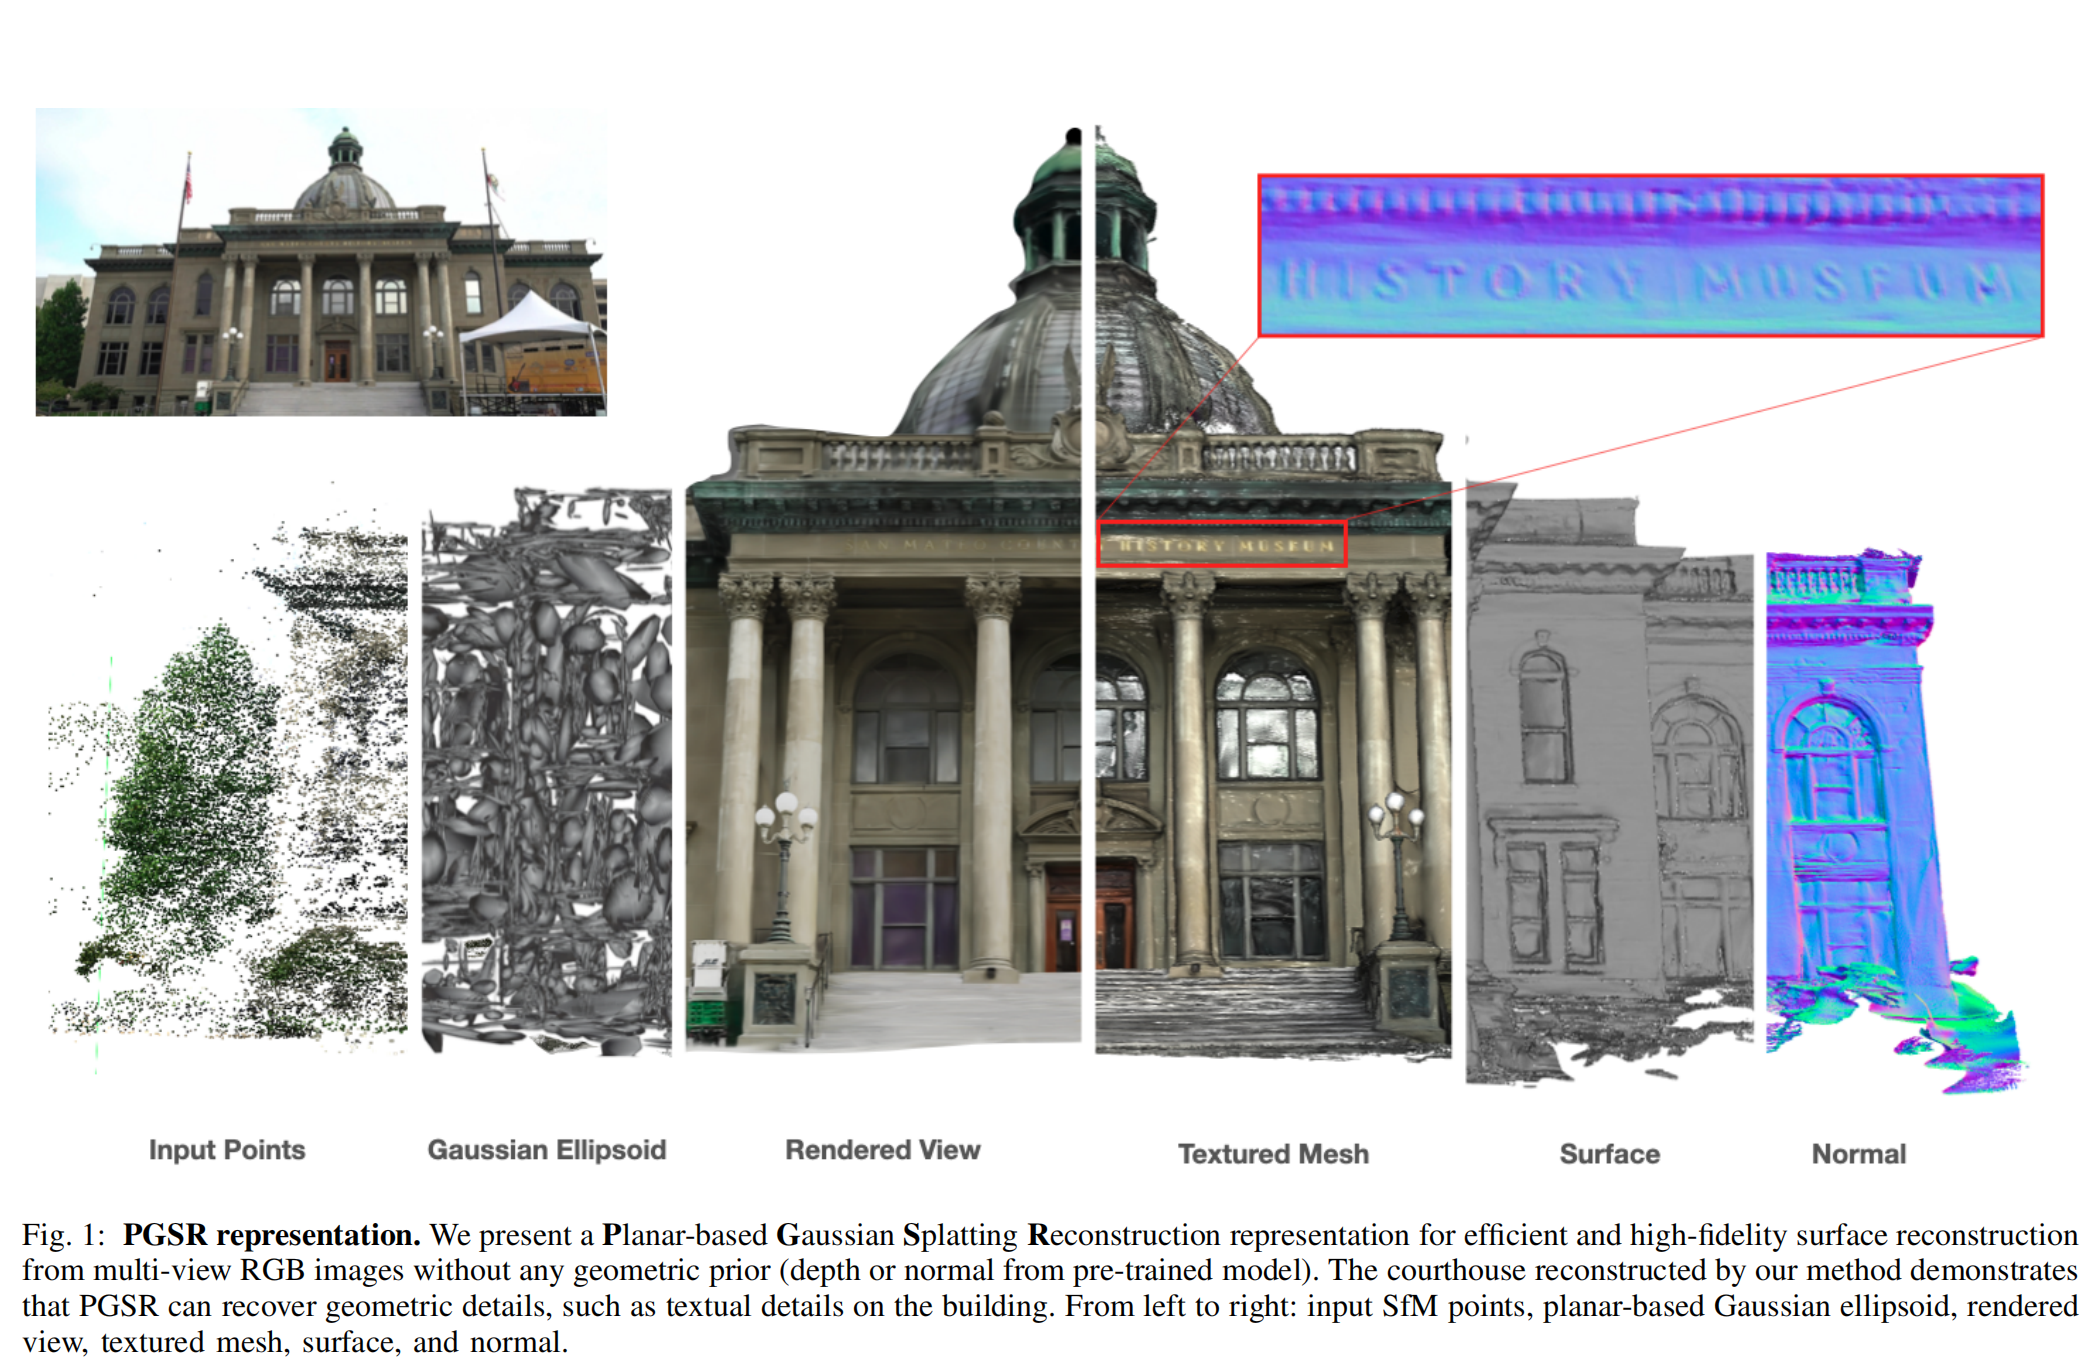 HISTORY MUSEUM
SAN MATEO COUNTY HISTORY MUSEUM
Input Points
Gaussian Ellipsoid
Rendered View
Textured Mesh
Surface
Normal
Fig. 1: PGSR representation. We present a Planar-based Gaussian Splatting Reconstruction representation for efficient and high-fidelity surface reconstruction
from multi-view RGB images without any geometric prior (depth or normal from pre-trained model). The courthouse reconstructed by our method demonstrates
that PGSR can recover geometric details, such as textual details on the building. From left to right: input SfM points, planar-based Gaussian ellipsoid, rendered
view, textured mesh, surface, and normal.